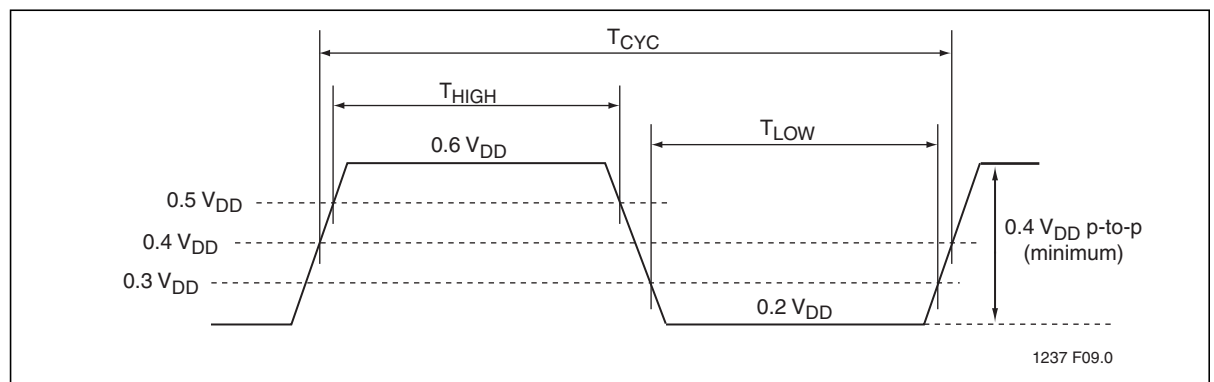 TCYC
THIGH
TLOW
0.6 VDD
0.5 VDD
0.4 VDD
0.4 VDD p-to-p
(minimum)
0.3 VDD
0.2 VDD
1237 F09.0